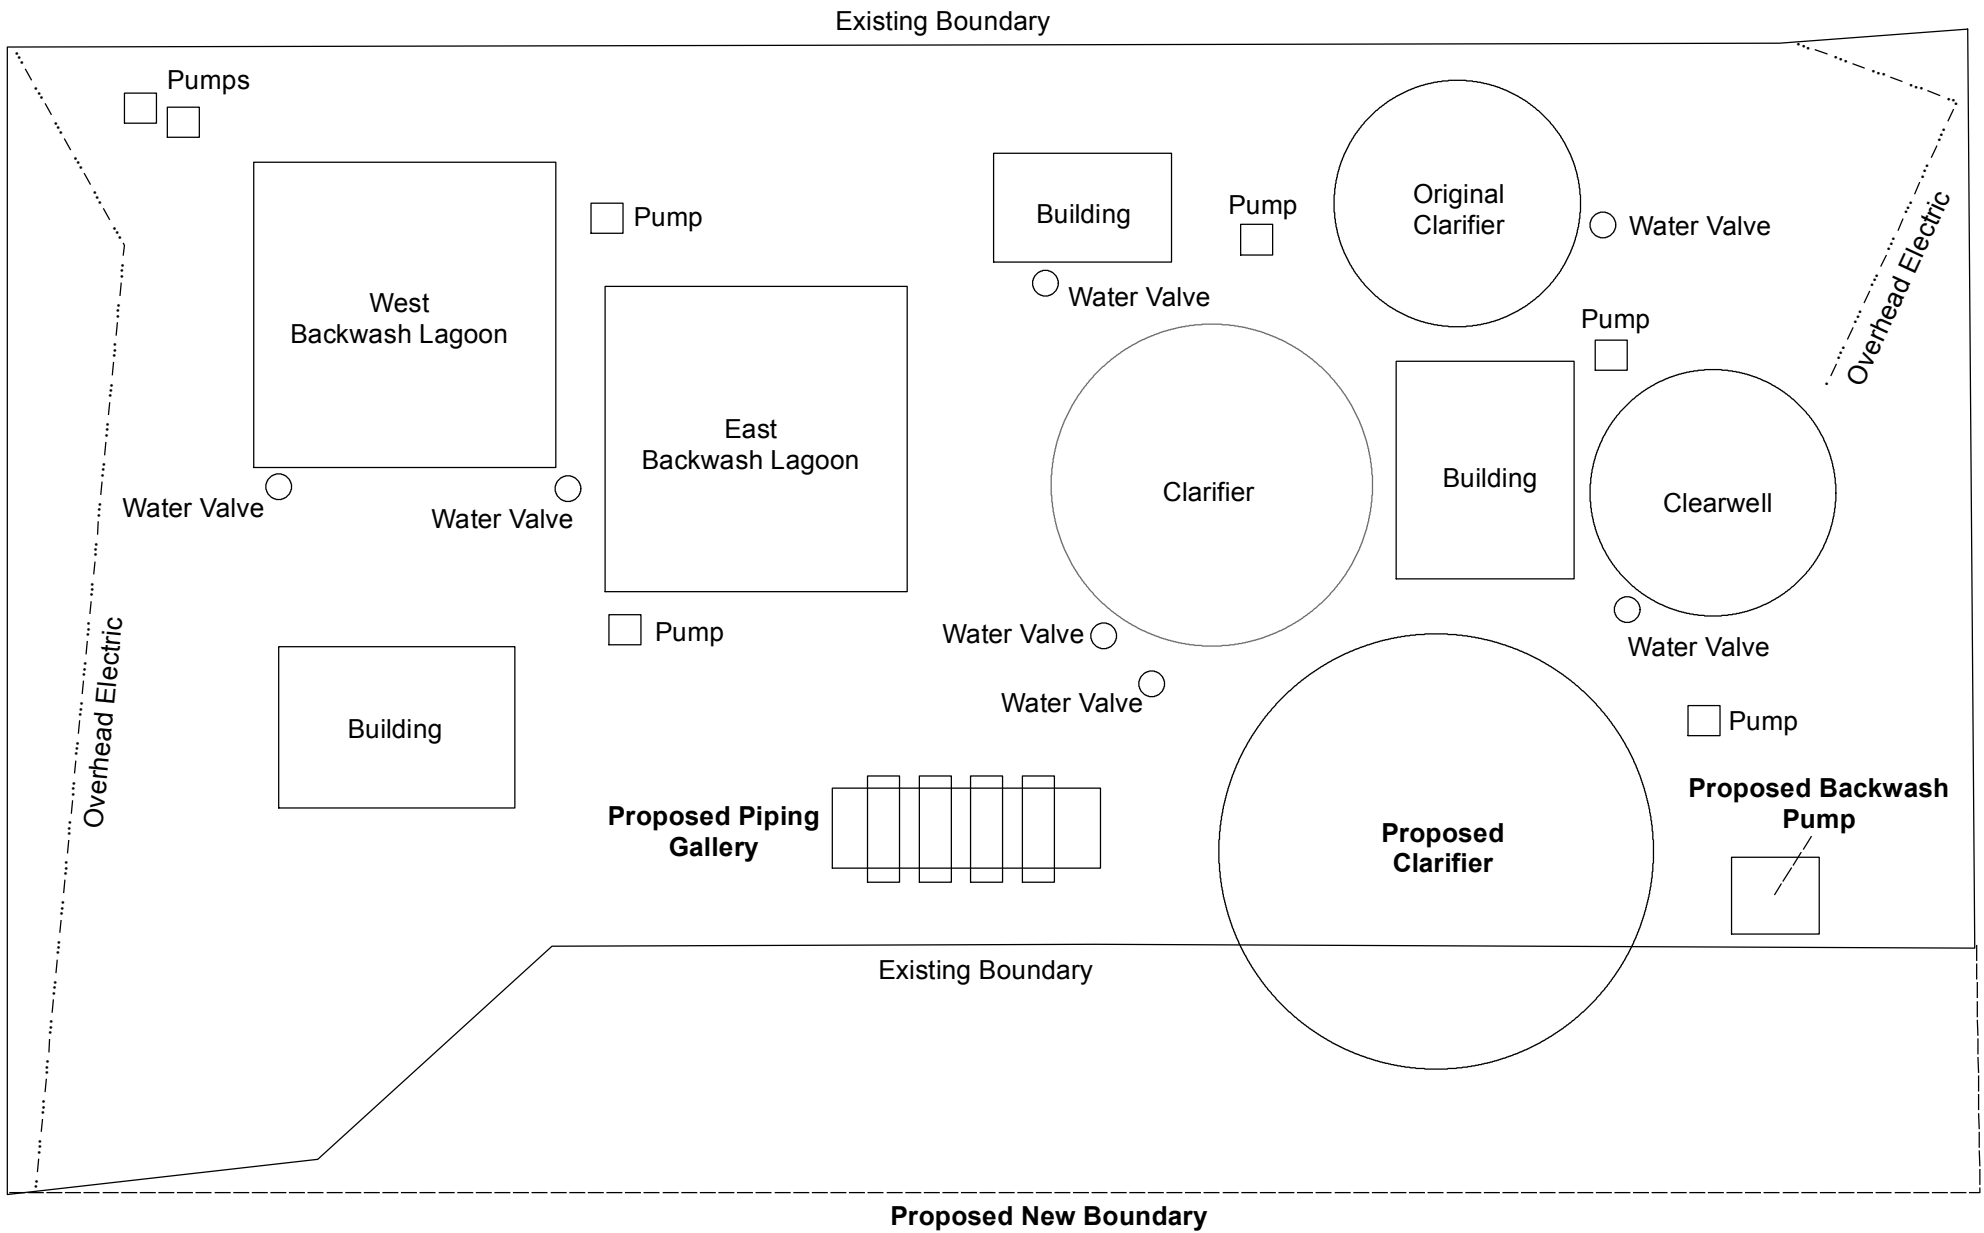 Existing Boundary
Pumps
Pump
Building
Pump
Original
Clarifier
Water Valve
Overhead Electric
Water Valve
West
Backwash Lagoon
Pump
East
Backwash Lagoon
Clarifier
Building
Clearwell
Water Valve
Water Valve
Pump
Water Valve
Water Valve
Water Valve
Overhead Electric
Building
Pump
Proposed Piping
Gallery
Proposed
Clarifier
Proposed Backwash
Pump
Existing Boundary
Proposed New Boundary